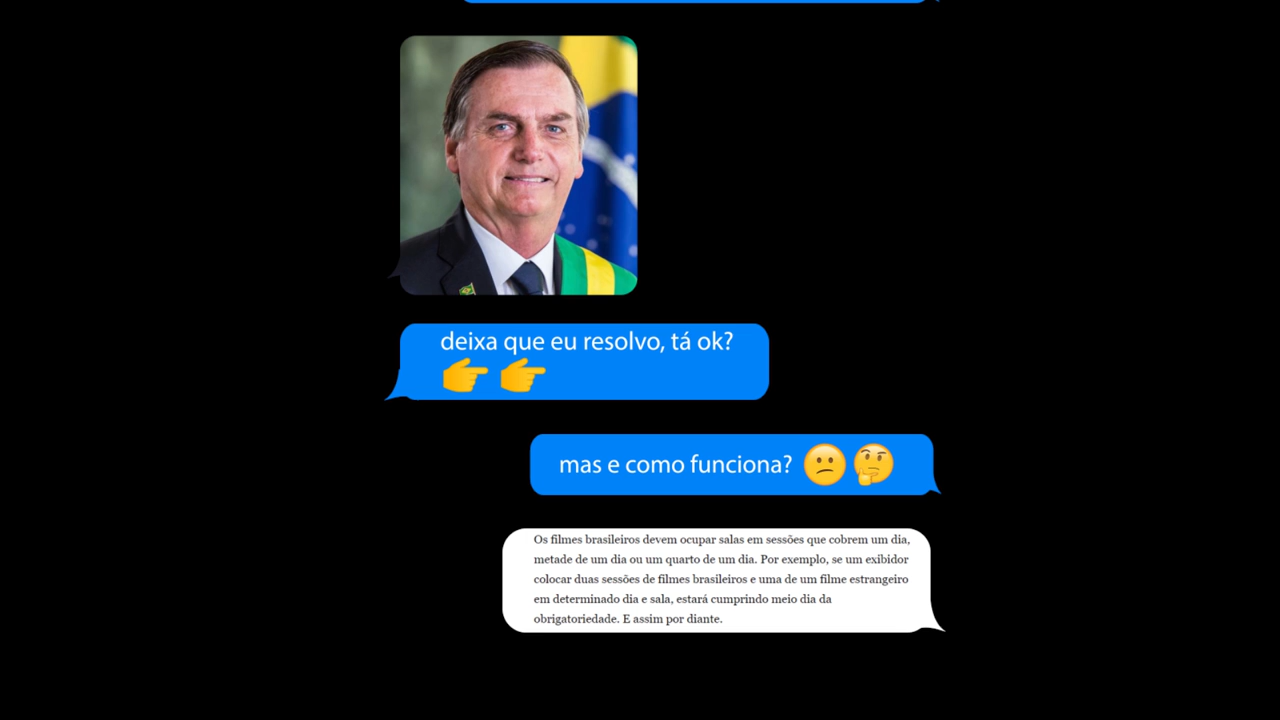 deixa que eu resolvo, tá ok?
👉 👉
mas e como funciona? 😕🤔
Os filmes brasileiros devem ocupar salas em sessões que cobrem um dia,
metade de um dia ou um quarto de um dia. Por exemplo, se um exibidor
colocar duas sessões de filmes brasileiros e uma de um filme estrangeiro
em determinado dia e sala, estará cumprindo meio dia da
obrigatoriedade. E assim por diante.